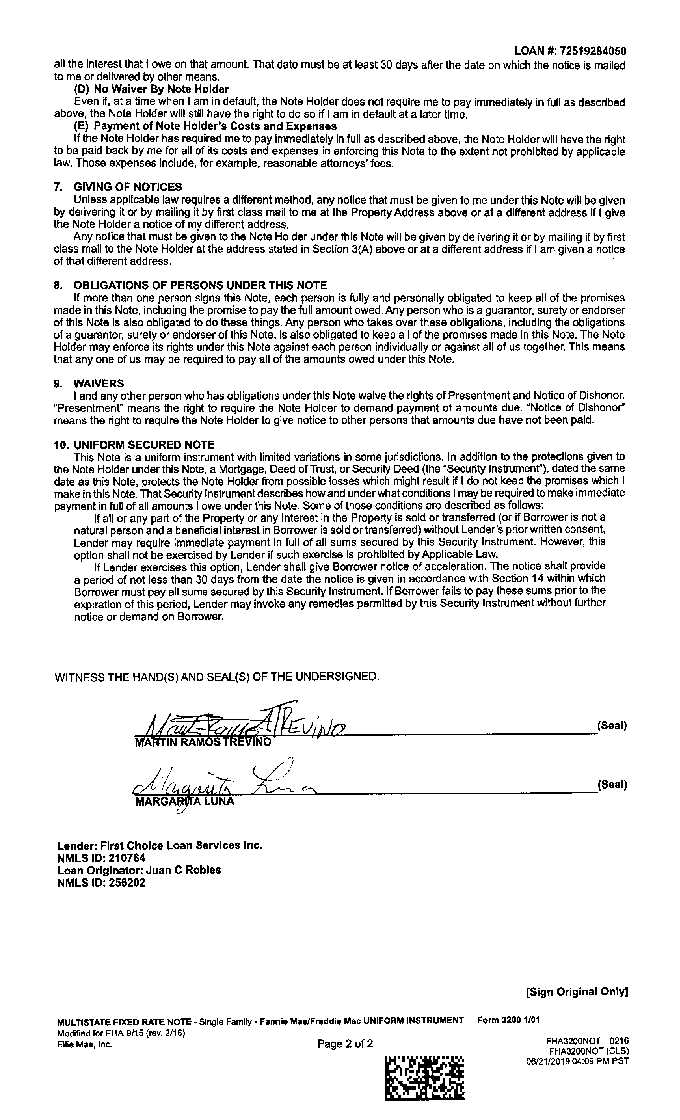 LOAN #: 72519284050
all the interest that I owe on that amount. That date must be at least 30 days after the date on which the notice is mailed
to me or delivered by other means.
(D) No Waiver By Note Holder
Even if, at a time when I am in default, the Note Holder does not require me to pay immediately in full as described
above, the Note Holder will still have the right to do so if I am in default at a later time.
(E) Payment of Note Holder's Costs and Expenses
If the Note Holder has required me to pay immediately in full as described above, the Note Holder will have the right
to be paid back by me for all of its costs and expenses in enforcing this Note to the extent not prohibited by applicable
law. Those expenses include, for example, reasonable attorneys' fees.
7. GIVING OF NOTICES
Unless applicable law requires a different method, any notice that must be given to me under this Note will be given
by delivering it or by mailing it by first class mail to me at the Property Address above or at a different address if I give
the Note Holder a notice of my different address.
Any notice that must be given to the Note Holder under this Note will be given by delivering it or by mailing it by first
class mail to the Note Holder at the address stated in Section 3(A) above or at a different address if I am given a notice
of that different address.
8. OBLIGATIONS OF PERSONS UNDER THIS NOTE
If more than one person signs this Note, each person is fully and personally obligated to keep all of the promises
made in this Note, including the promise to pay the full amount owed. Any person who is a guarantor, surety or endorser
of this Note is also obligated to do these things. Any person who takes over these obligations, including the obligations
of a guarantor, surety or endorser of this Note, is also obligated to keep all of the promises made in this Note. The Note
Holder may enforce its rights under this Note against each person individually or against all of us together. This means
that any one of us may be required to pay all of the amounts owed under this Note.
9. WAIVERS
I and any other person who has obligations under this Note waive the rights of Presentment and Notice of Dishonor.
"Presentment" means the right to require the Note Holder to demand payment of amounts due. "Notice of Dishonor"
means the right to require the Note Holder to give notice to other persons that amounts due have not been paid.
10. UNIFORM SECURED NOTE
This Note is a uniform instrument with limited variations in some jurisdictions. In addition to the protections given to
the Note Holder under this Note, a Mortgage, Deed of Trust, or Security Deed (the "Security Instrument"), dated the same
date as this Note, protects the Note Holder from possible losses which might result if I do not keep the promises which I
make in this Note. That Security Instrument describes how and under what conditions I may be required to make immediate
payment in full of all amounts I owe under this Note. Some of those conditions are described as follows:
If all or any part of the Property or any Interest in the Property is sold or transferred (or if Borrower is not a
natural person and a beneficial interest in Borrower is sold or transferred) without Lender's prior written consent,
Lender may require immediate payment in full of all sums secured by this Security Instrument. However, this
option shall not be exercised by Lender if such exercise is prohibited by Applicable Law.
If Lender exercises this option, Lender shall give Borrower notice of acceleration. The notice shall provide
a period of not less than 30 days from the date the notice is given in accordance with Section 14 within which
Borrower must pay all sums secured by this Security Instrument. If Borrower fails to pay these sums prior to the
expiration of this period, Lender may invoke any remedies permitted by this Security Instrument without further
notice or demand on Borrower.
WITNESS THE HAND(S) AND SEAL(S) OF THE UNDERSIGNED.
Martin Ramos TREVINO (Seal)
MARTIN RAMOS TREVINO
Margarita Luna (Seal)
MARGARITA LUNA
Lender: First Choice Loan Services Inc.
NMLS ID: 210764
Loan Originator: Juan C Robles
NMLS ID: 256202
[Sign Original Only]
MULTISTATE FIXED RATE NOTE - Single Family - Fannie Mae/Freddie Mac UNIFORM INSTRUMENT Form 3200 1/01
Modified for FHA 9/15 (rev. 2/16)
Ellie Mae, Inc. Page 2 of 2 FHA3200NOT 0216
FHA3200NOT (CLS)
06/21/2019 04:09 PM PST